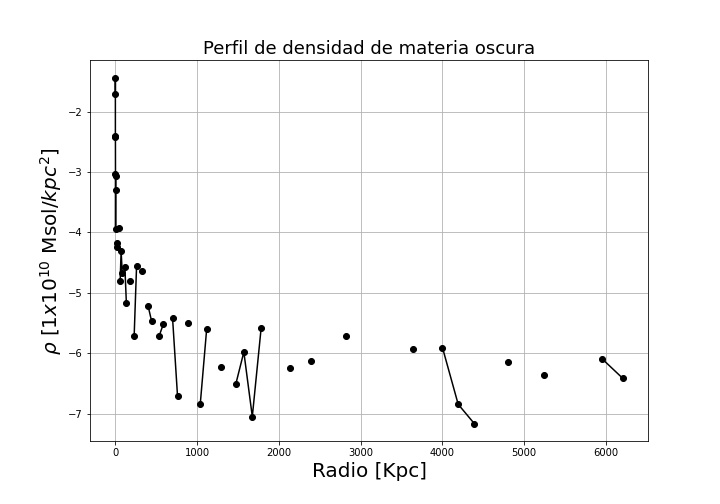 Perfil de densidad de materia oscura
ρ [1x10¹⁰ Msol/kpc²]
−2
−3
−4
−5
−6
−7
0 1000 2000 3000 4000 5000 6000
Radio [Kpc]